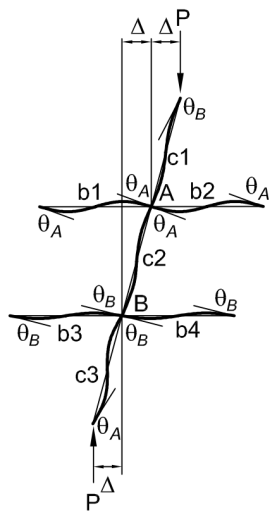 Δ Δ P
θB
c1
b1 θA A b2 θA
θA θA
c2
θB B θB
θB b3 θB b4
c3
θA
P Δ